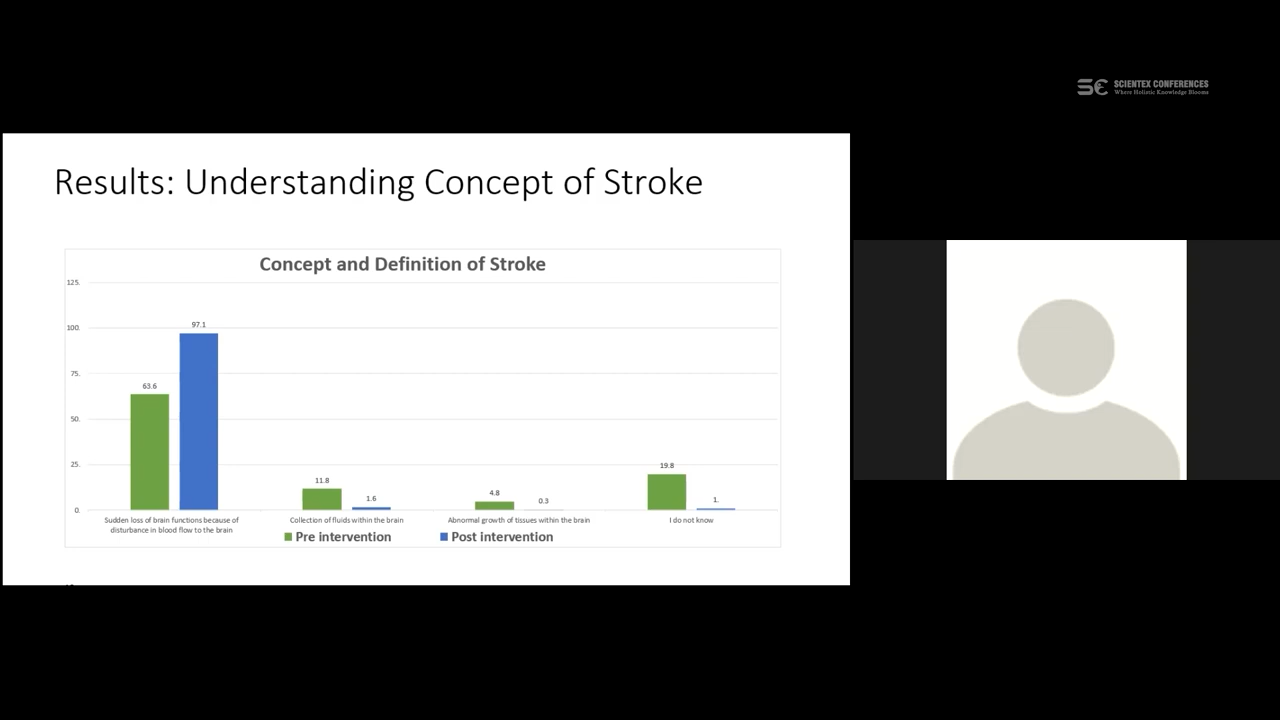 SCIENTEX CONFERENCES
Where Holistic Knowledge Blooms
Results: Understanding Concept of Stroke
Concept and Definition of Stroke
125.
100.
75.
50.
25.
0.
63.6
97.1
11.8
1.6
4.8
0.3
19.8
1.
Sudden loss of brain functions because of
disturbance in blood flow to the brain
Collection of fluids within the brain
Abnormal growth of tissues within the brain
I do not know
Pre intervention
Post intervention